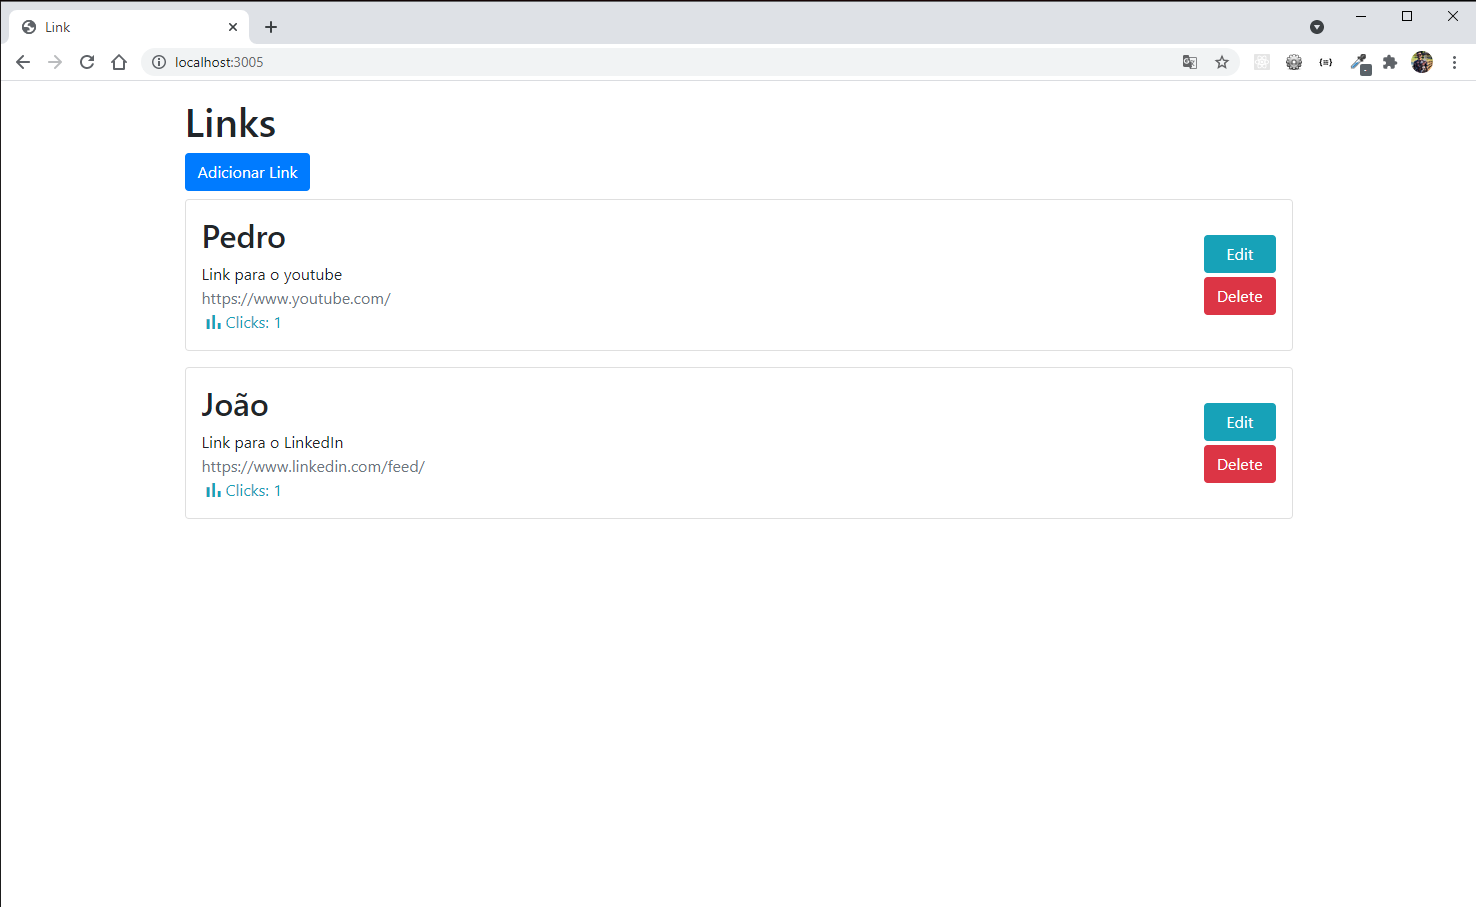 Link
localhost:3005
Links
Adicionar Link
Pedro
Link para o youtube
https://www.youtube.com/
Clicks: 1
Edit
Delete
João
Link para o LinkedIn
https://www.linkedin.com/feed/
Clicks: 1
Edit
Delete